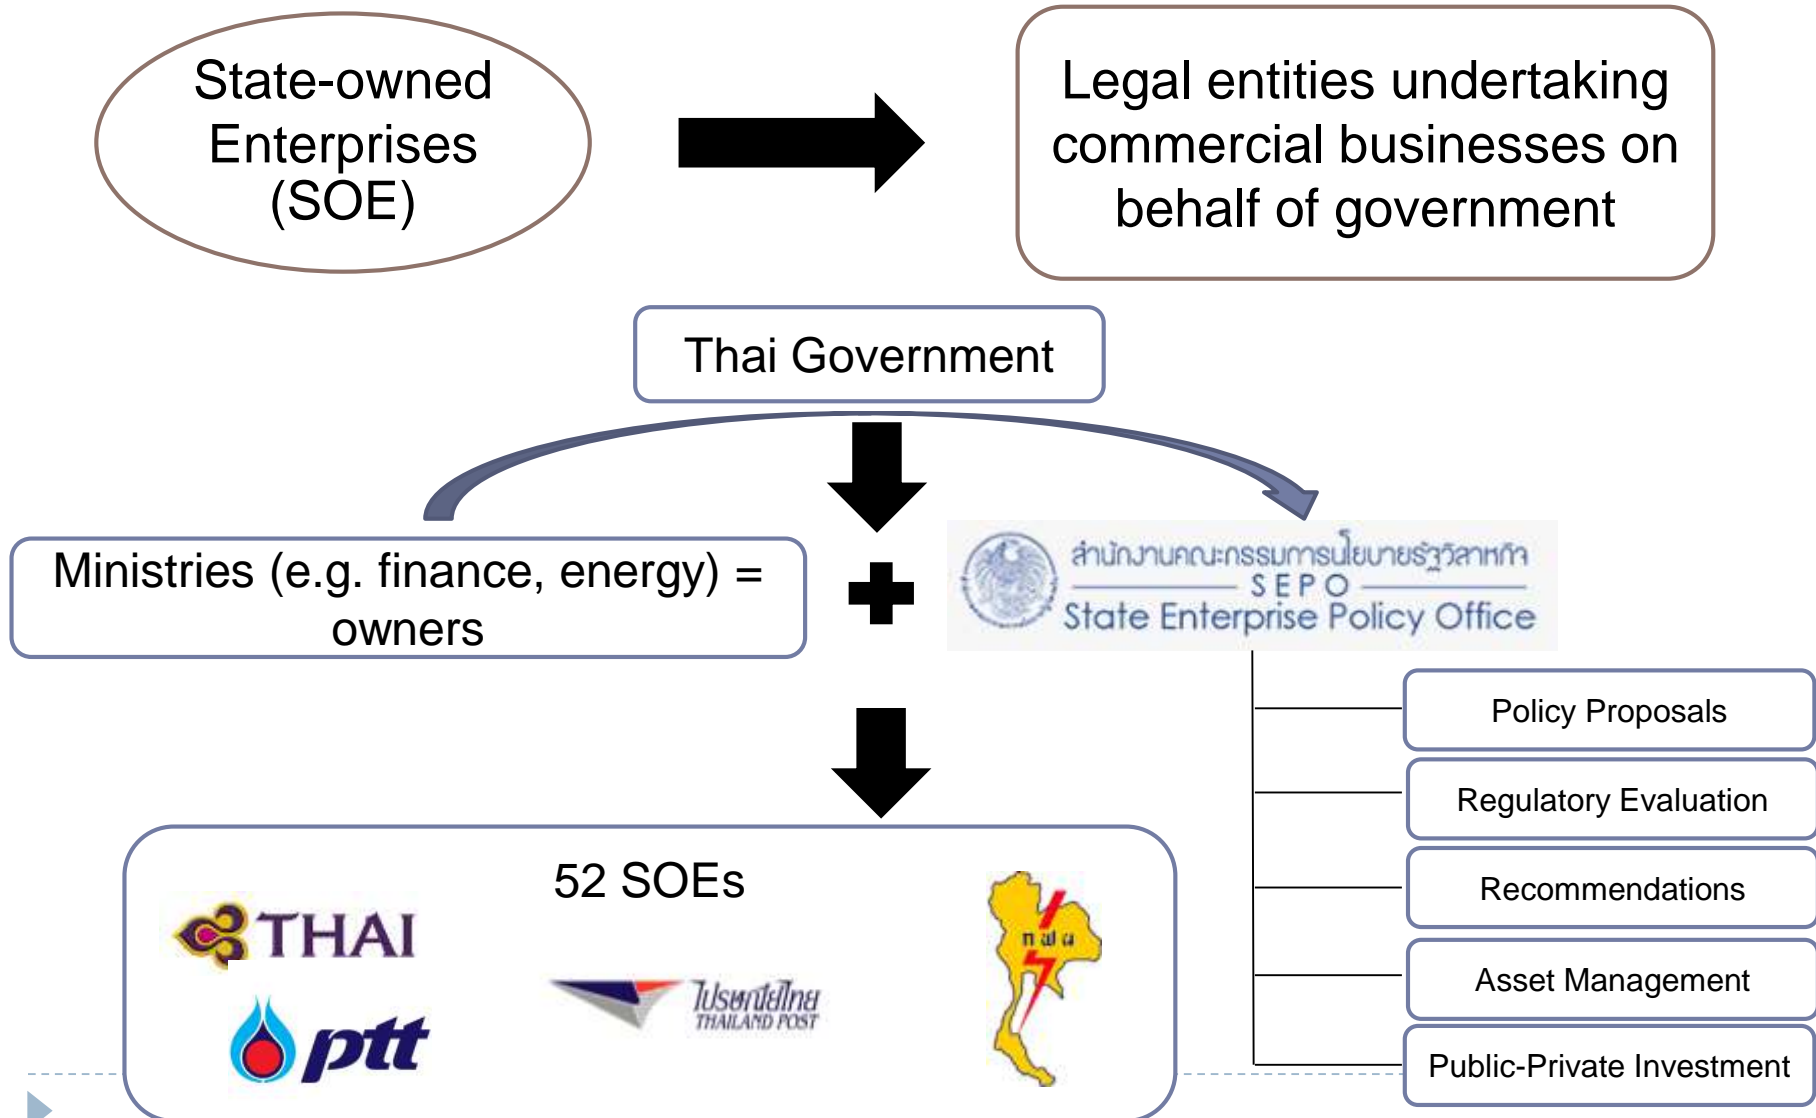 State-owned
Enterprises
(SOE)
Legal entities undertaking
commercial businesses on
behalf of government
Thai Government
Ministries (e.g. finance, energy) =
owners
สำนักงานคณะกรรมการนโยบายรัฐวิสาหกิจ
SEPO
State Enterprise Policy Office
Policy Proposals
Regulatory Evaluation
Recommendations
Asset Management
Public-Private Investment
52 SOEs
THAI
ptt
ไปรษณีย์ไทย
THAILAND POST
กฟภ